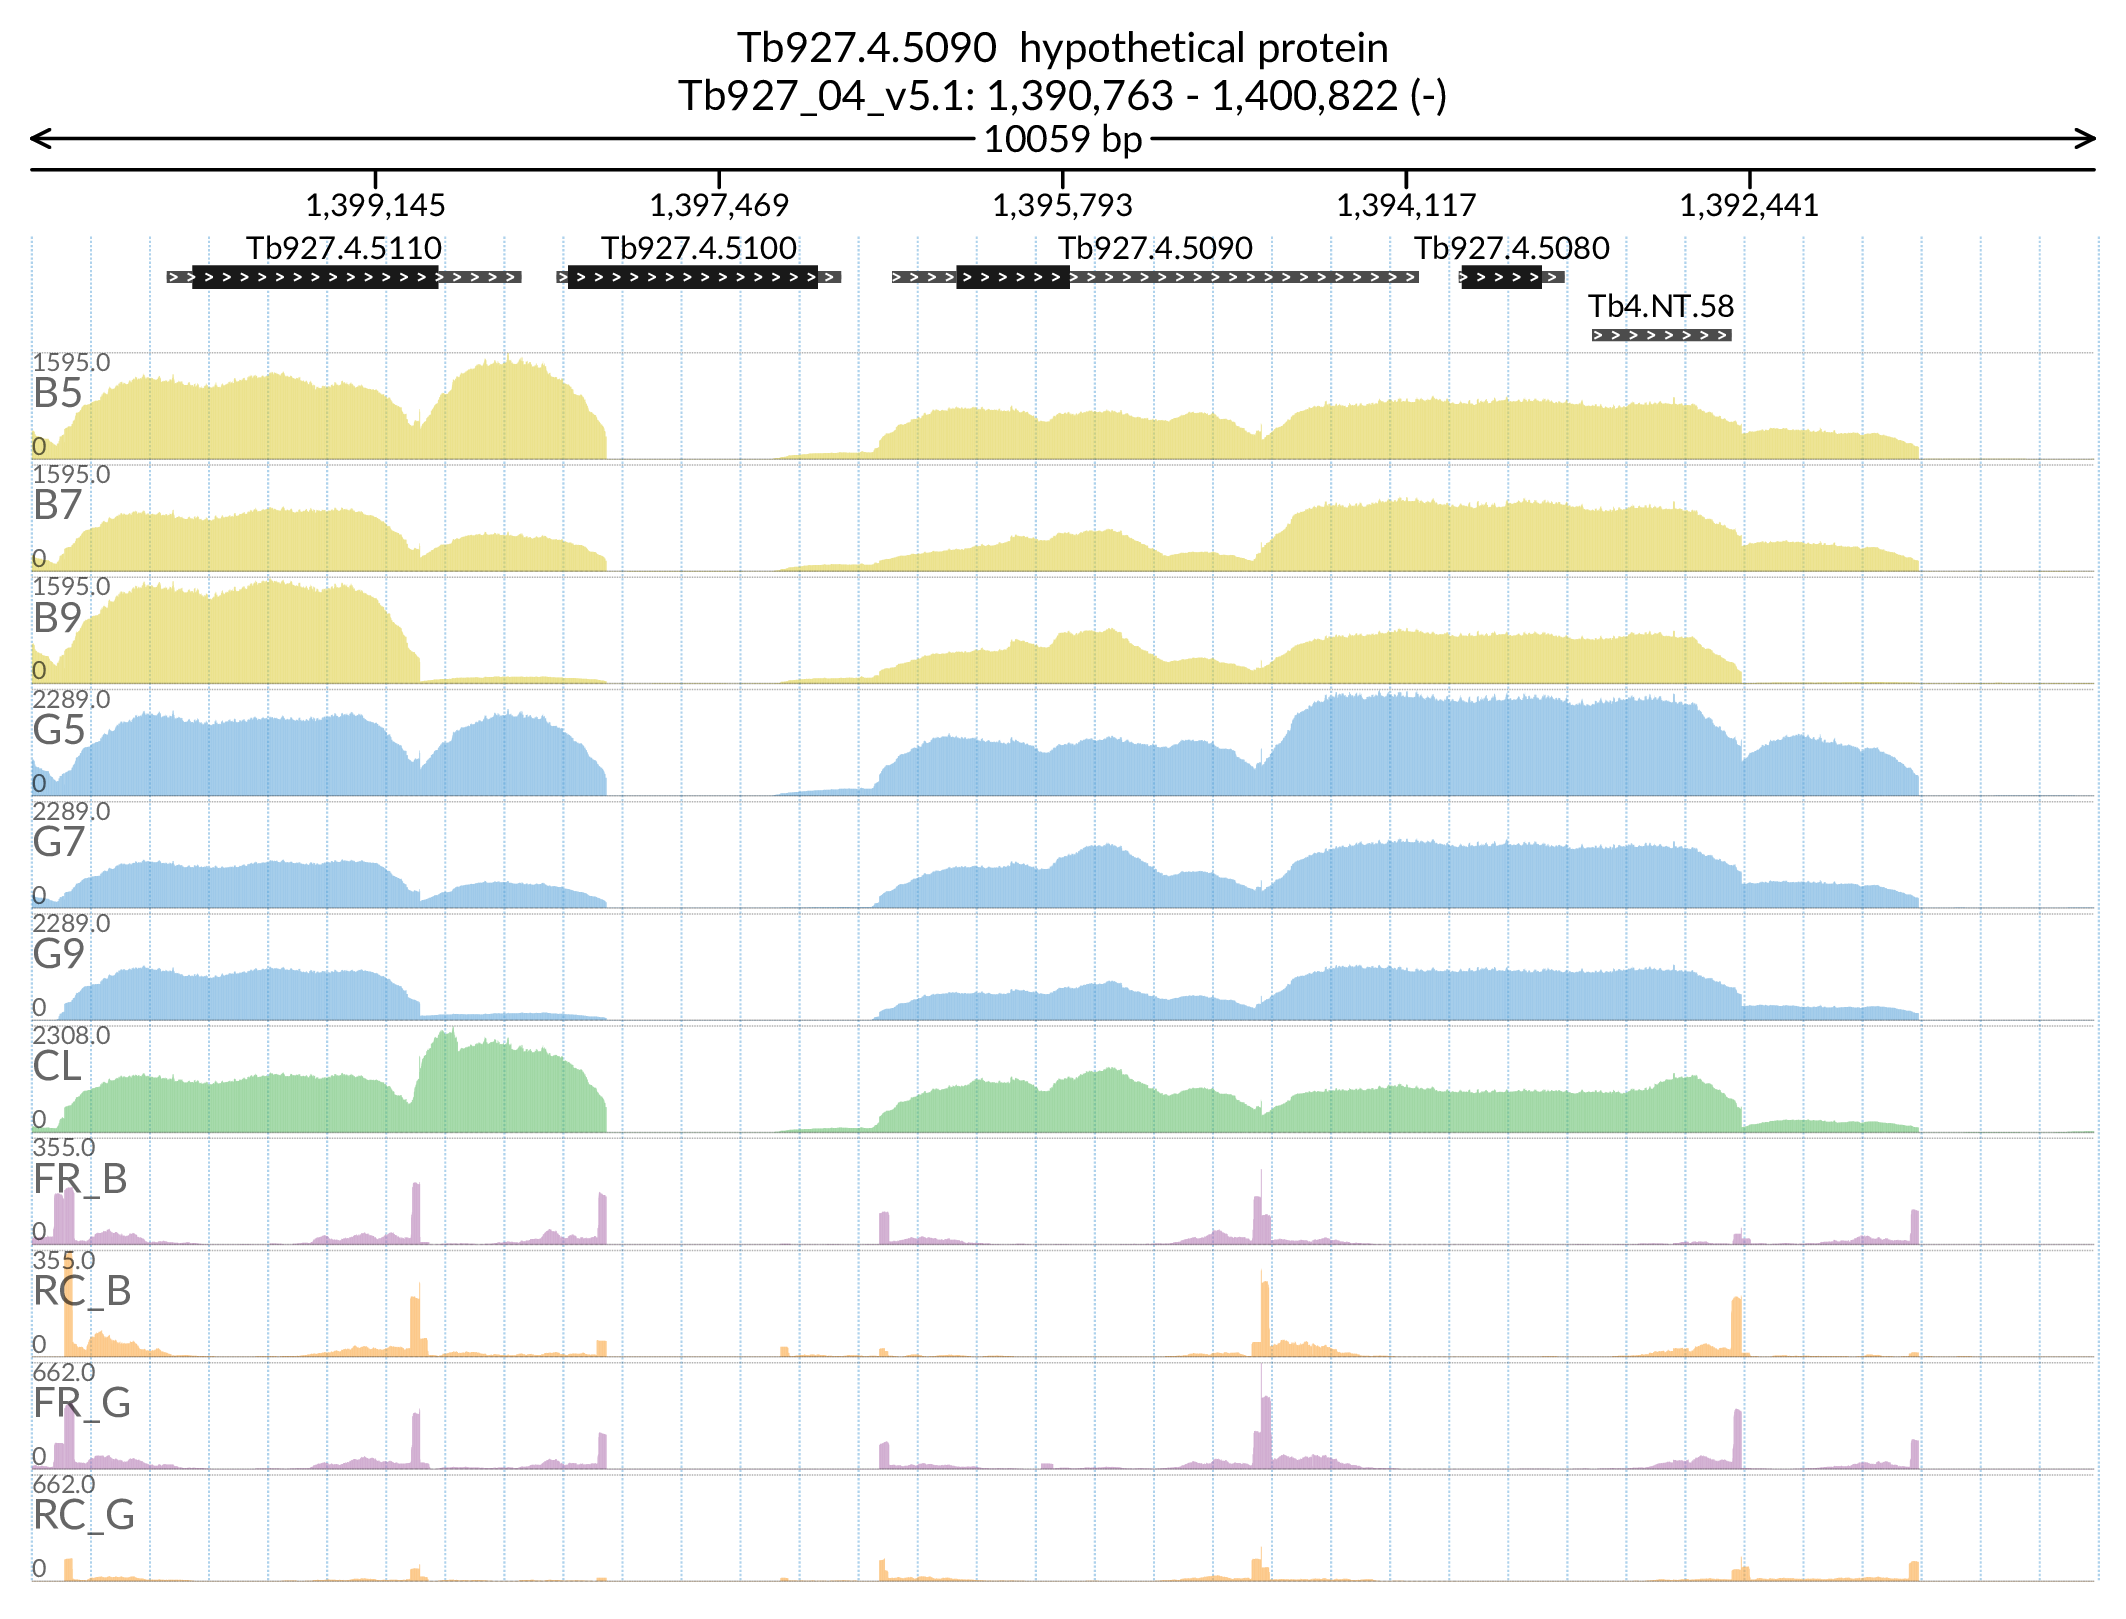 Tb927.4.5090  hypothetical protein
Tb927_04_v5.1: 1,390,763 - 1,400,822 (-)
10059 bp
1,399,145 1,397,469 1,395,793 1,394,117 1,392,441
Tb927.4.5110 Tb927.4.5100 Tb927.4.5090 Tb927.4.5080
Tb4.NT.58
1595.0
B5
0
1595.0
B7
0
1595.0
B9
0
2289.0
G5
0
2289.0
G7
0
2289.0
G9
0
2308.0
CL
0
355.0
FR_B
0
355.0
RC_B
0
662.0
FR_G
0
662.0
RC_G
0